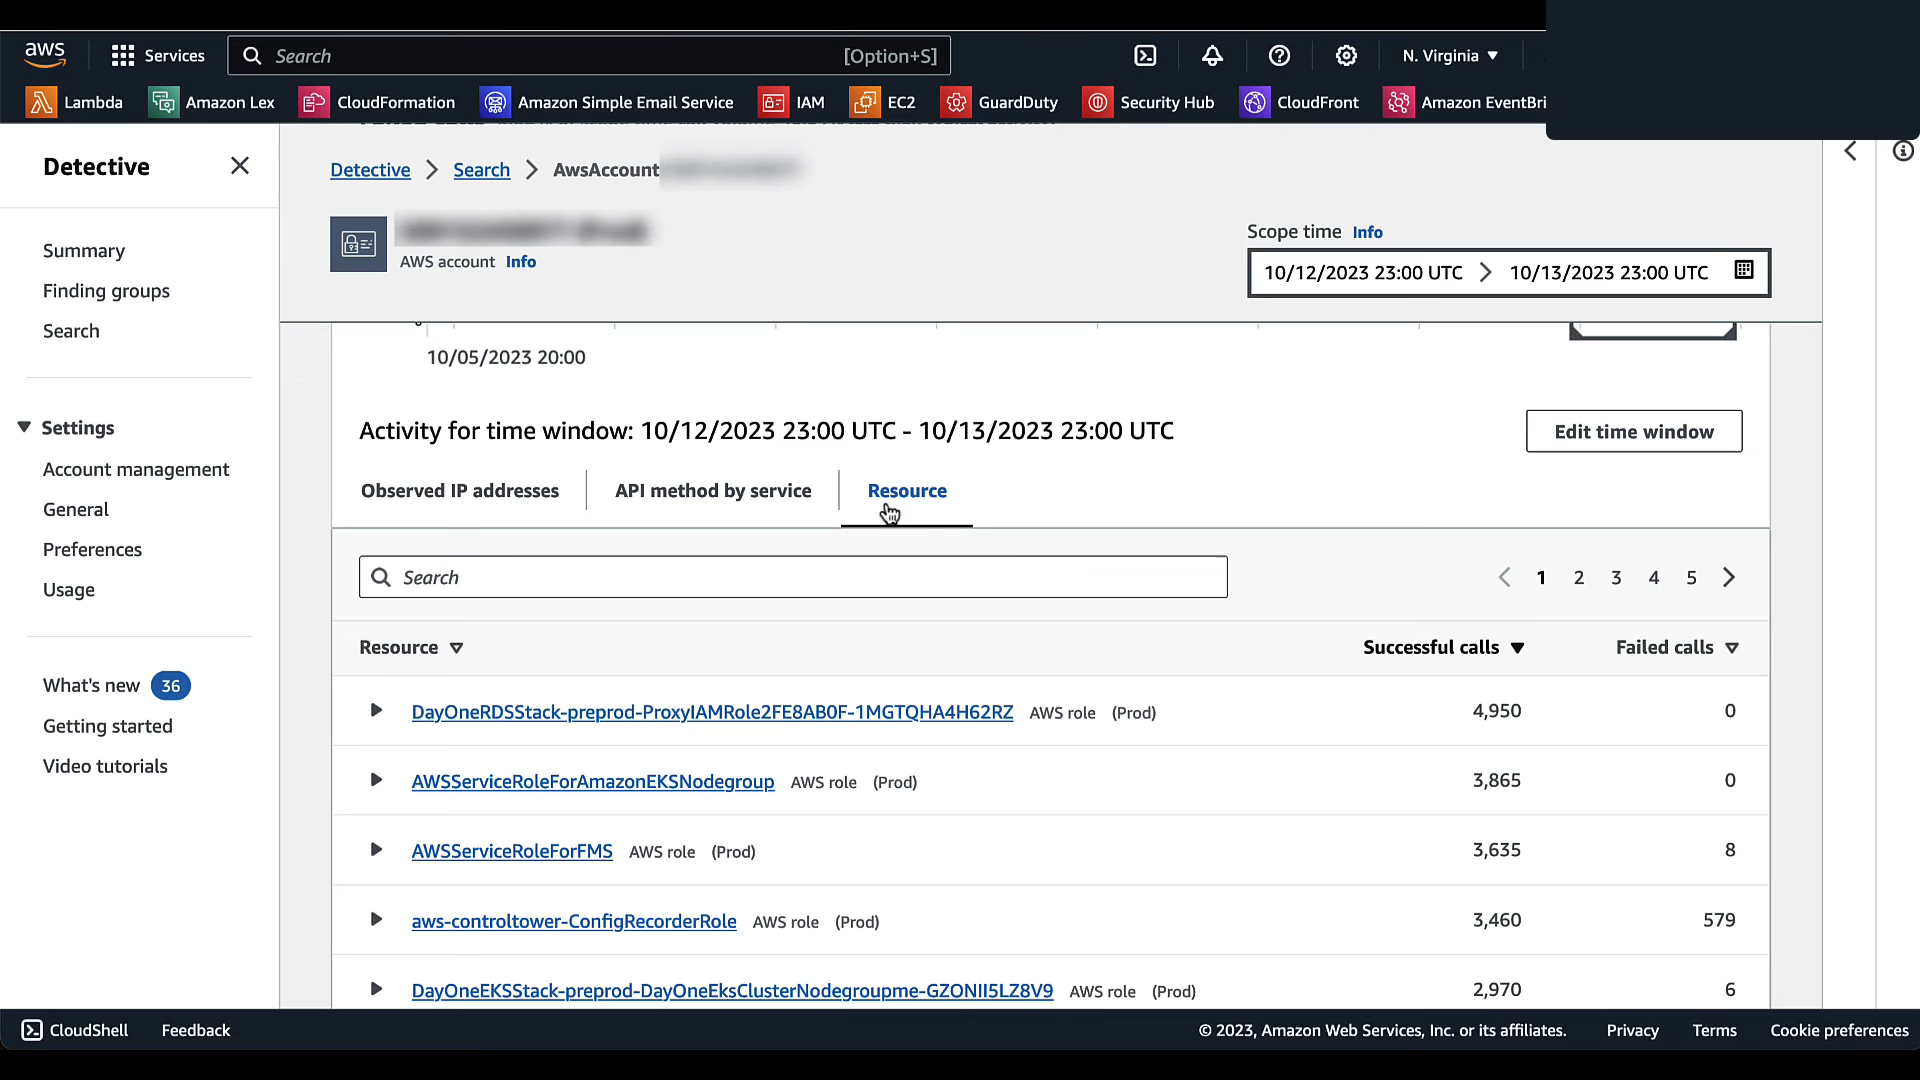 aws
Services
Search
[Option+S]
N. Virginia
Lambda
Amazon Lex
CloudFormation
Amazon Simple Email Service
IAM
EC2
GuardDuty
Security Hub
CloudFront
Amazon EventBri
Detective
Summary
Finding groups
Search
Settings
Account management
General
Preferences
Usage
What's new 36
Getting started
Video tutorials
Detective > Search > AwsAccount
AWS account Info
Scope time Info
10/12/2023 23:00 UTC > 10/13/2023 23:00 UTC
10/05/2023 20:00
Activity for time window: 10/12/2023 23:00 UTC - 10/13/2023 23:00 UTC
Edit time window
Observed IP addresses
API method by service
Resource
Search
1 2 3 4 5
Resource Successful calls Failed calls
DayOneRDSStack-preprod-ProxyIAMRole2FE8AB0F-1MGTQHA4H62RZ AWS role (Prod) 4,950 0
AWSServiceRoleForAmazonEKSNodegroup AWS role (Prod) 3,865 0
AWSServiceRoleForFMS AWS role (Prod) 3,635 8
aws-controltower-ConfigRecorderRole AWS role (Prod) 3,460 579
DayOneEKSStack-preprod-DayOneEksClusterNodegroupme-GZONII5LZ8V9 AWS role (Prod) 2,970 6
CloudShell
Feedback
© 2023, Amazon Web Services, Inc. or its affiliates.
Privacy
Terms
Cookie preferences